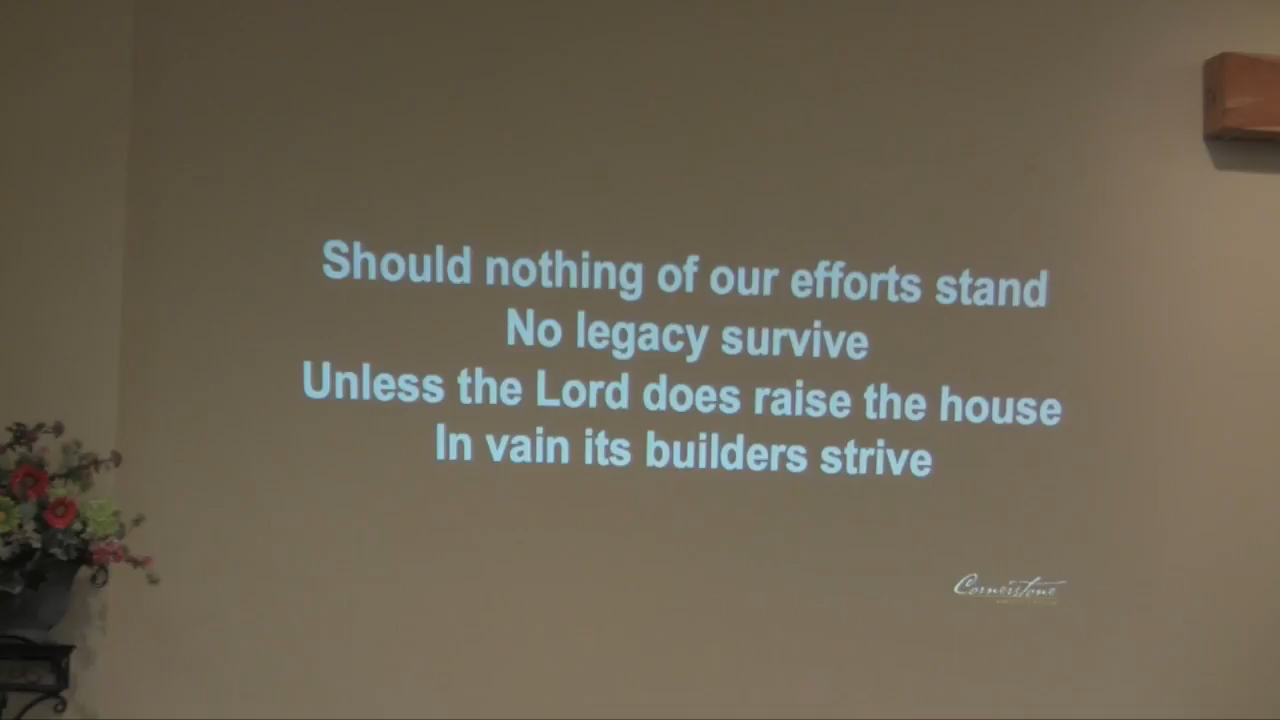 Should nothing of our efforts stand
No legacy survive
Unless the Lord does raise the house
In vain its builders strive
Cornerstone